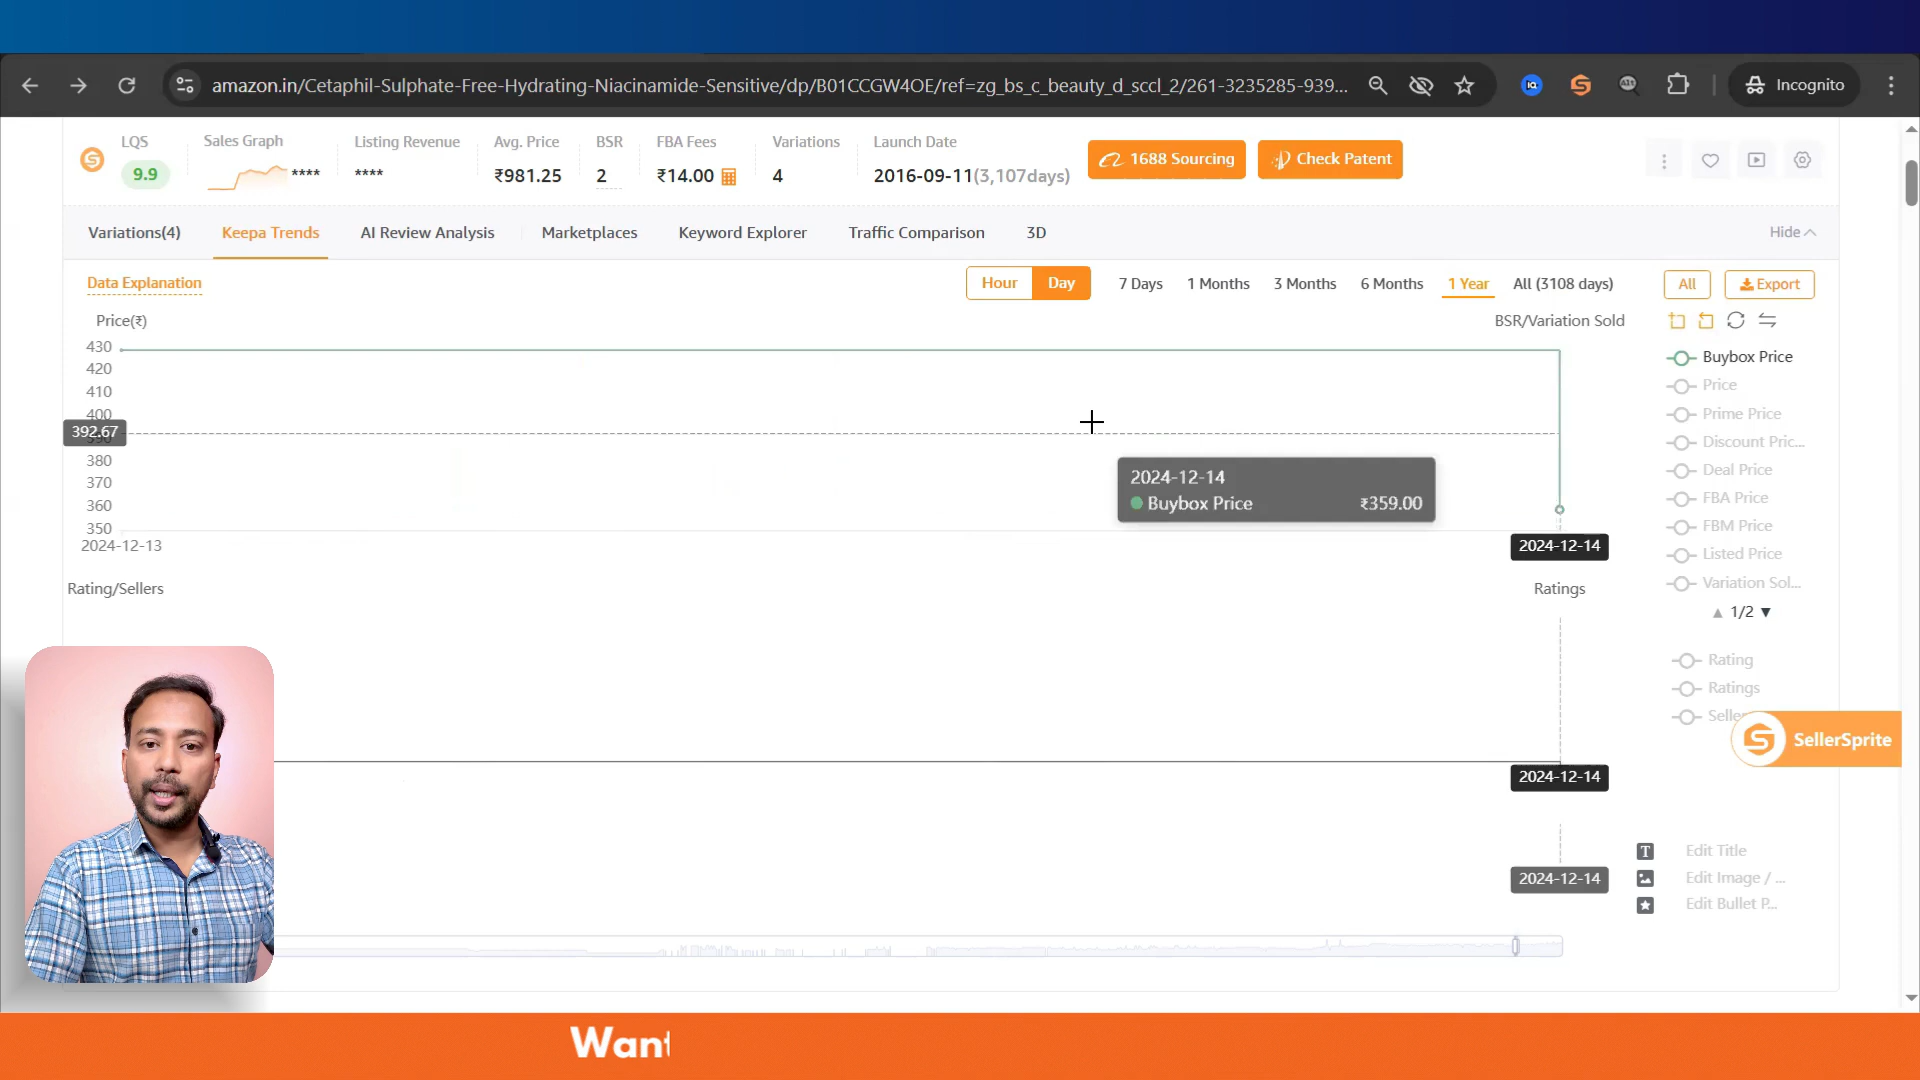 amazon.in/Cetaphil-Sulphate-Free-Hydrating-Niacinamide-Sensitive/dp/B01CCGW4OE/ref=zg_bs_c_beauty_d_sccl_2/261-3235285-939...
Incognito
LQS
Sales Graph
Listing Revenue
Avg. Price
BSR
FBA Fees
Variations
Launch Date
9.9
****
****
₹981.25
2
₹14.00
4
2016-09-11(3,107days)
1688 Sourcing
Check Patent
Variations(4)
Keepa Trends
AI Review Analysis
Marketplaces
Keyword Explorer
Traffic Comparison
3D
Hide
Data Explanation
Hour
Day
7 Days
1 Months
3 Months
6 Months
1 Year
All (3108 days)
All
Export
Price(₹)
BSR/Variation Sold
430
420
410
400
392.67
380
370
360
350
2024-12-13
2024-12-14
Buybox Price
₹359.00
2024-12-14
Buybox Price
Price
Prime Price
Discount Pric...
Deal Price
FBA Price
FBM Price
Listed Price
Variation Sol...
1/2
Rating/Sellers
Ratings
Rating
Ratings
Selle
SellerSprite
2024-12-14
2024-12-14
Edit Title
Edit Image / ...
Edit Bullet P...
Want